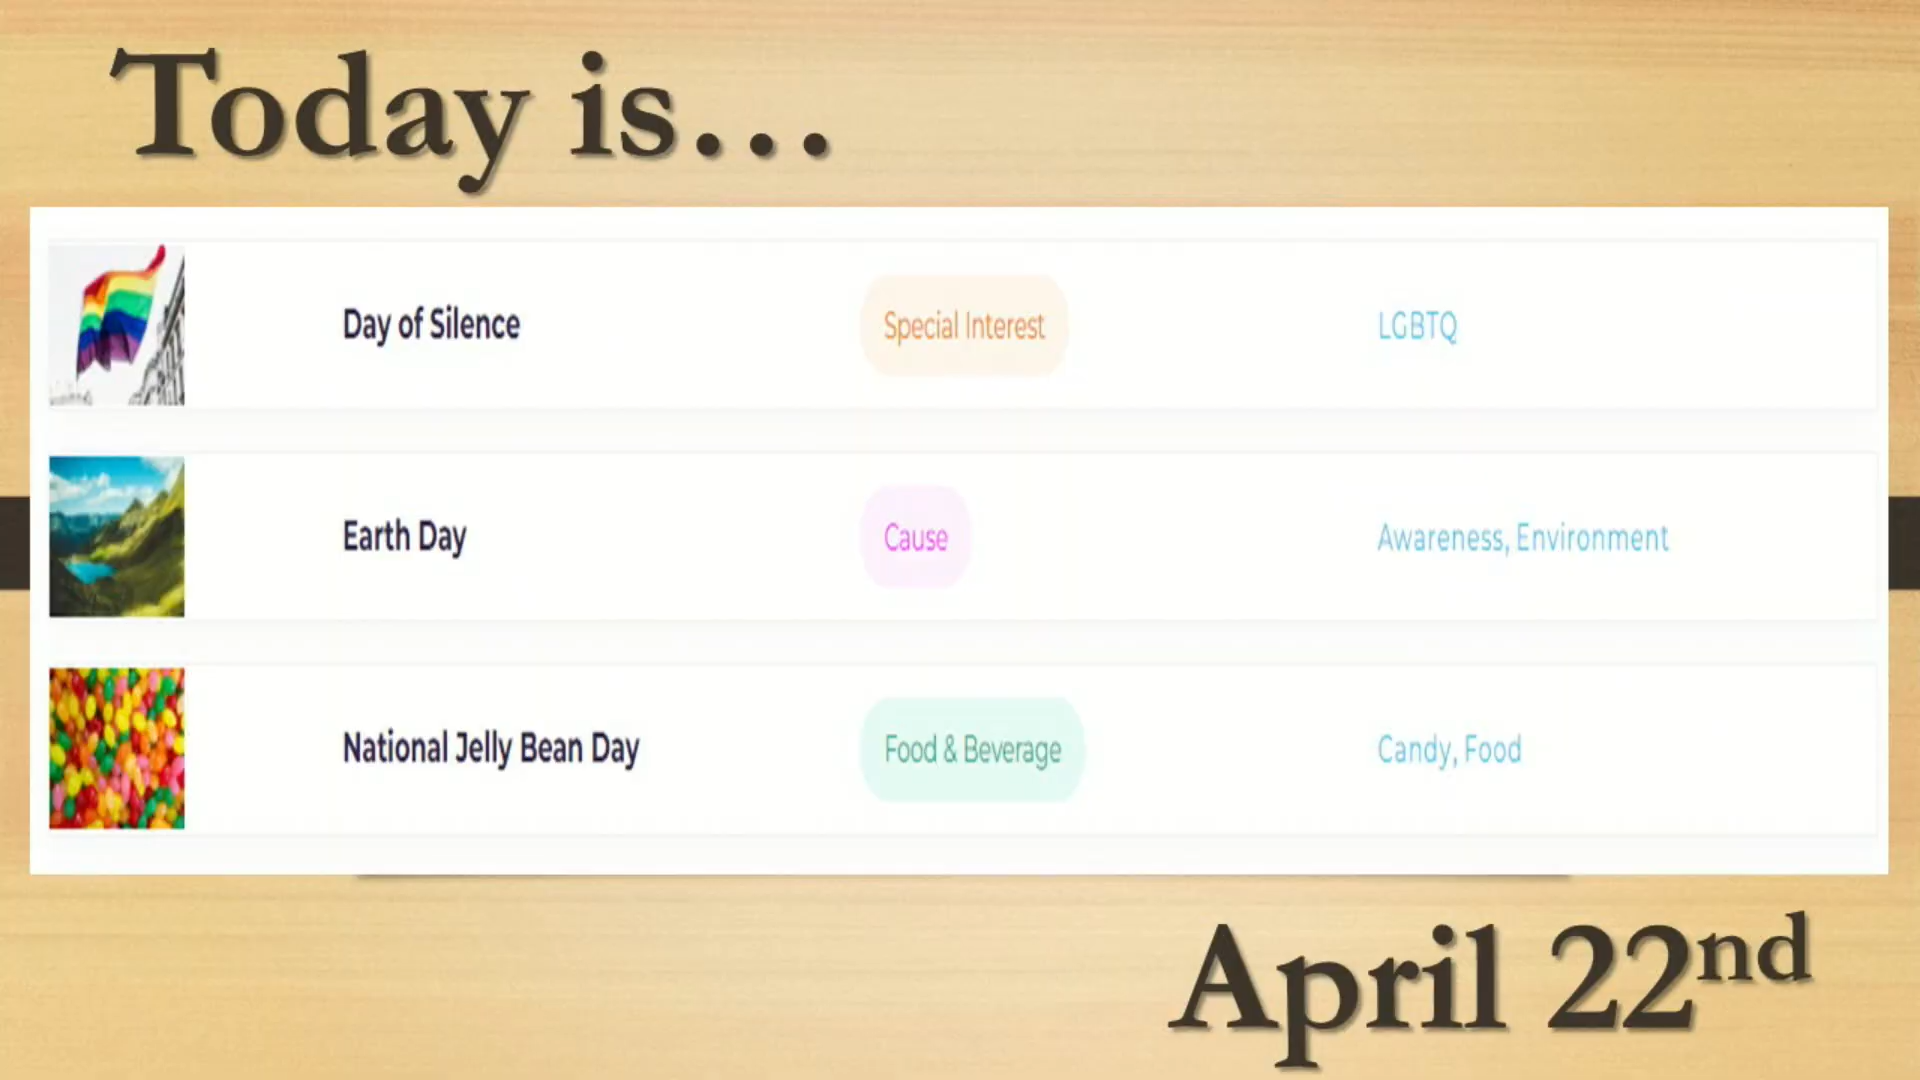 Today is...
Day of Silence Special Interest LGBTQ
Earth Day Cause Awareness, Environment
National Jelly Bean Day Food & Beverage Candy, Food
April 22nd